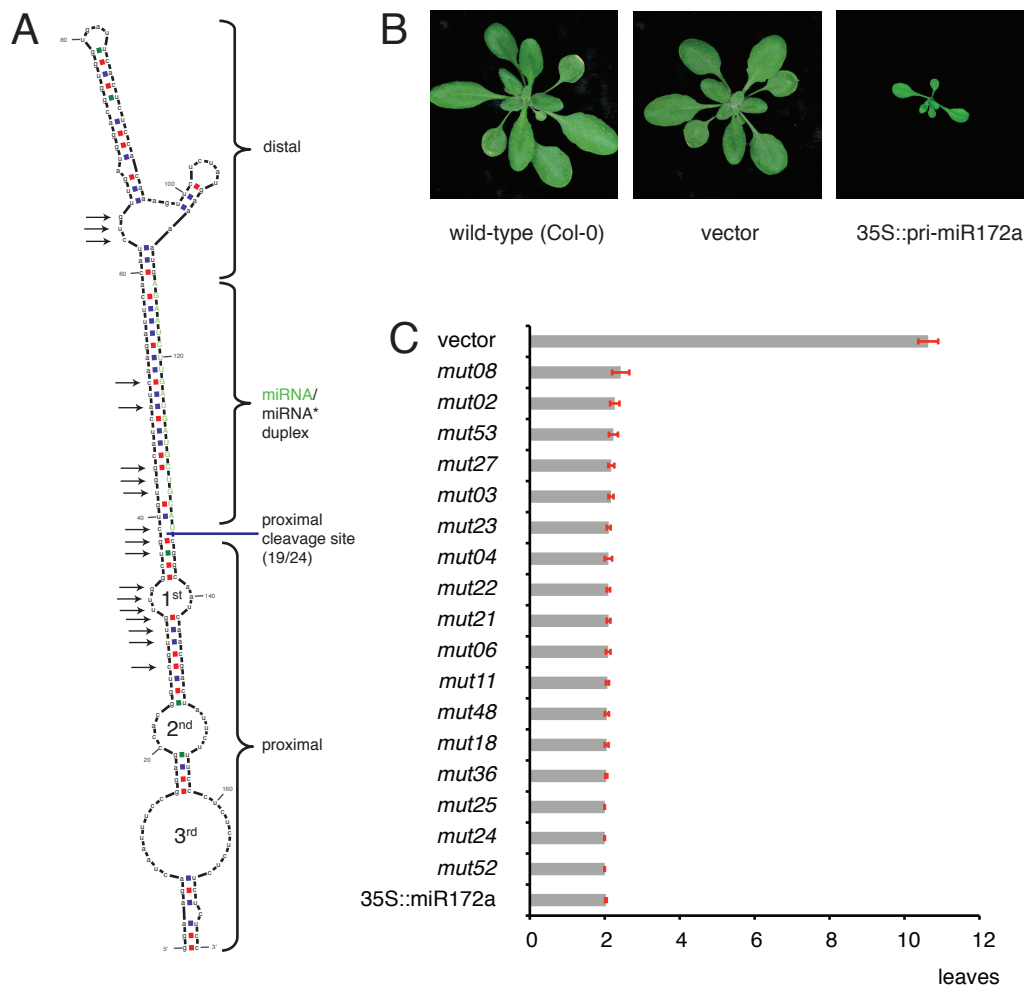 A
B
C
80
100
60
120
40
140
20
160
distal
miRNA/
miRNA*
duplex
proximal
cleavage site
(19/24)
1st
2nd
3rd
proximal
5'
3'
wild-type (Col-0)
vector
35S::pri-miR172a
vector
mut08
mut02
mut53
mut27
mut03
mut23
mut04
mut22
mut21
mut06
mut11
mut48
mut18
mut36
mut25
mut24
mut52
35S::miR172a
0 2 4 6 8 10 12
leaves